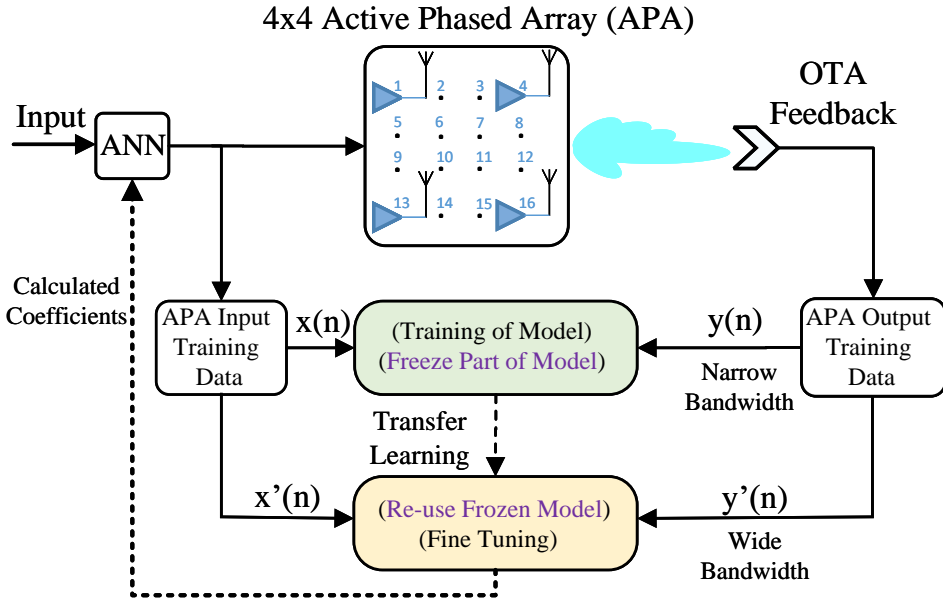 4x4 Active Phased Array (APA)
Input
ANN
1 2 3 4
5 6 7 8
9 10 11 12
13 14 15 16
OTA
Feedback
Calculated
Coefficients
APA Input
Training
Data
x(n)
(Training of Model)
(Freeze Part of Model)
y(n)
Narrow
Bandwidth
APA Output
Training
Data
Transfer
Learning
x’(n)
(Re-use Frozen Model)
(Fine Tuning)
y’(n)
Wide
Bandwidth